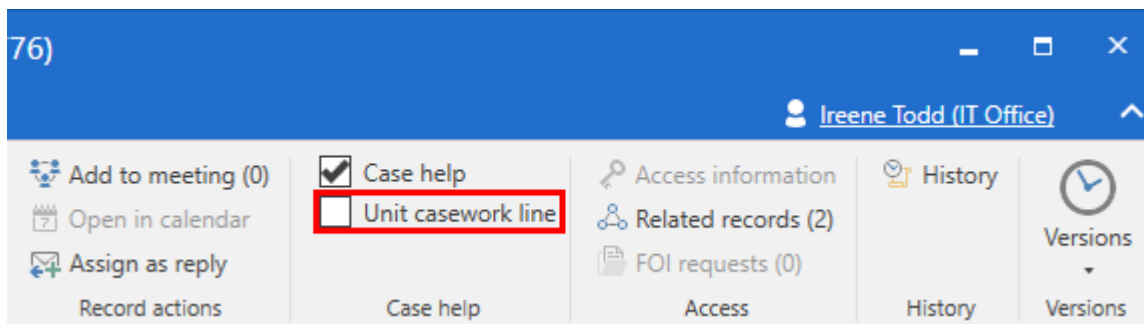 76)
Ireene Todd (IT Office)
Add to meeting (0)
Open in calendar
Assign as reply
Record actions
Case help
Unit casework line
Case help
Access information
Related records (2)
FOI requests (0)
Access
History
History
Versions
Versions